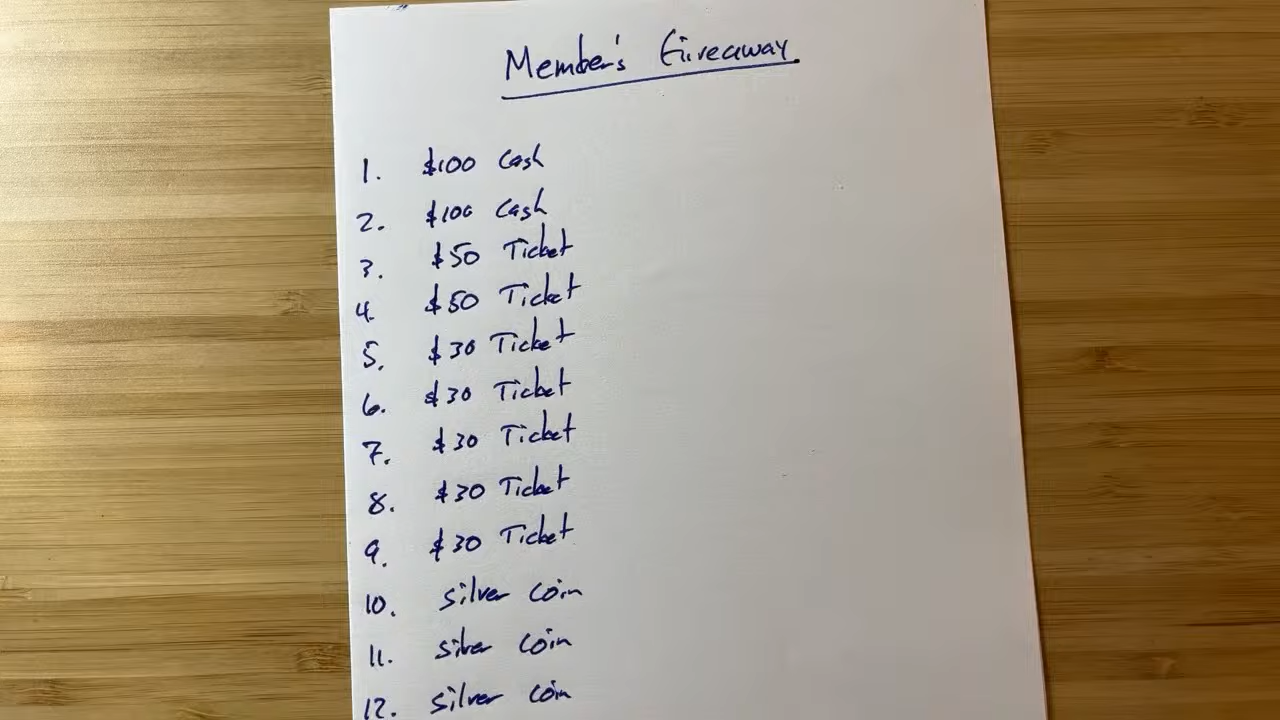 Member's Giveaway
1. $100 Cash
2. $100 Cash
3. $50 Ticket
4. $50 Ticket
5. $30 Ticket
6. $30 Ticket
7. $30 Ticket
8. $30 Ticket
9. $30 Ticket
10. Silver Coin
11. Silver Coin
12. Silver Coin